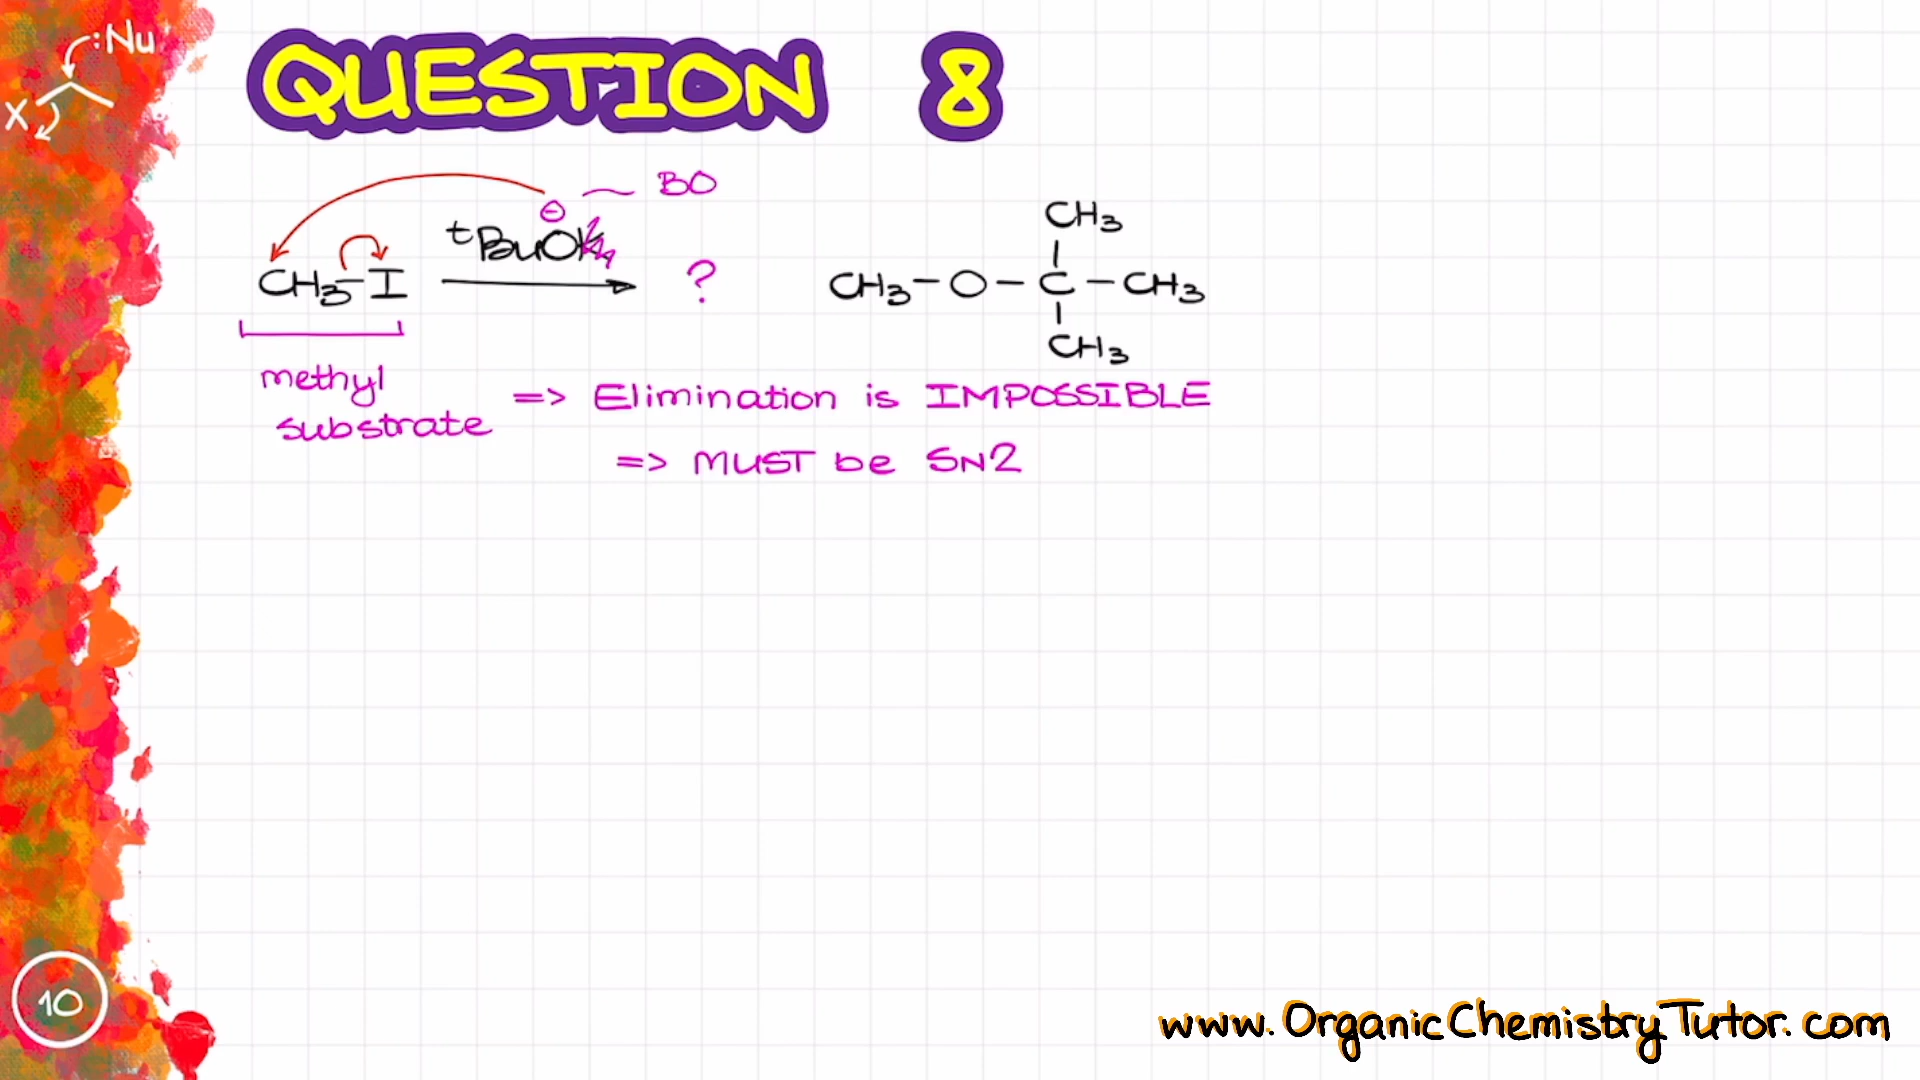 :Nu
X
QUESTION 8
⊖ ~ BO
tBuOK
CH3-I ?
CH3
CH3-O-C-CH3
CH3
methyl
substrate
=> Elimination is IMPOSSIBLE
=> MUST be SN2
10
www.OrganicChemistryTutor.com